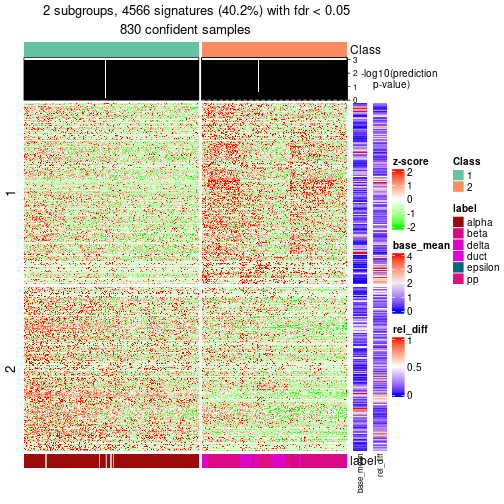 2 subgroups, 4566 signatures (40.2%) with fdr < 0.05
830 confident samples
Class
3
2
1
0
-log10(prediction
p-value)
1
2
z-score
2
1
0
-1
-2
base_mean
4
3
2
1
0
rel_diff
1
0.5
0
Class
1
2
label
alpha
beta
delta
duct
epsilon
pp
label
base_mean
rel_diff